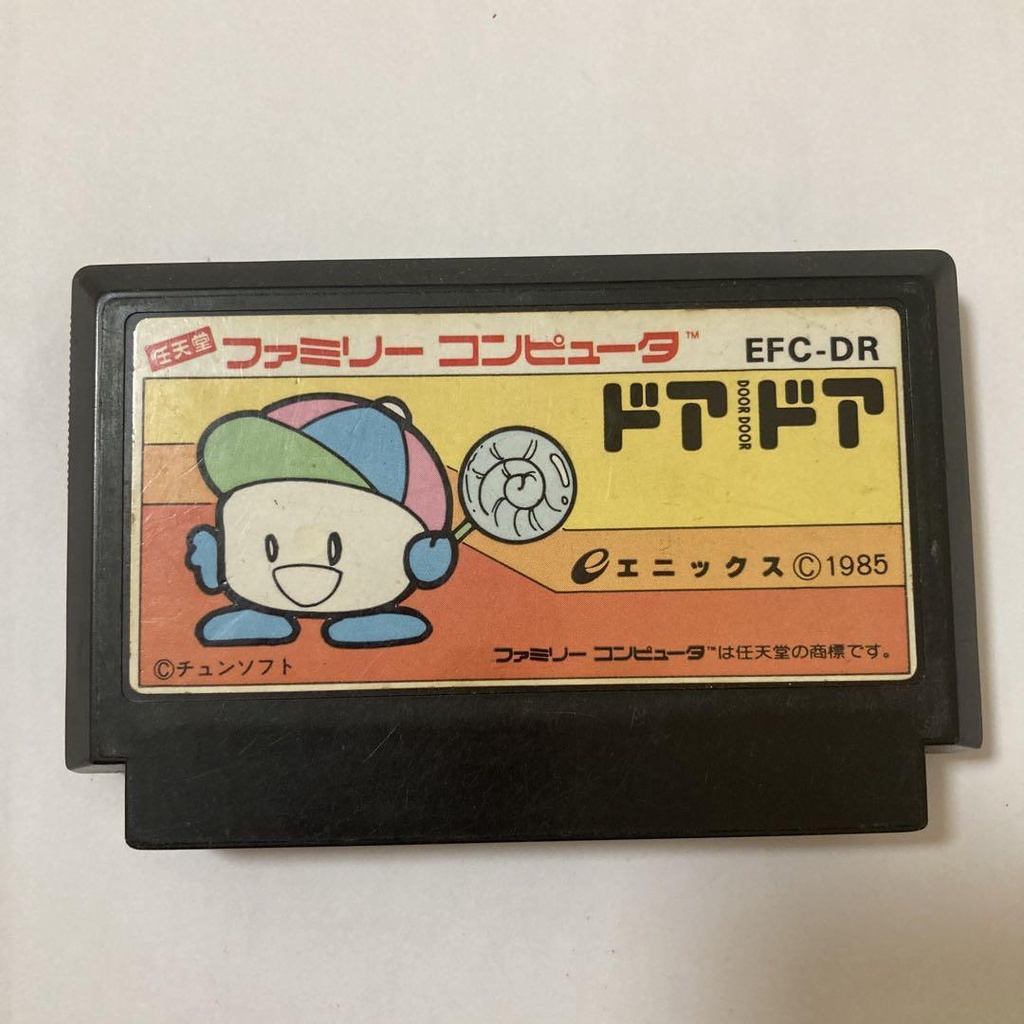 任天堂 ファミリー コンピュータ™ EFC-DR
ドア DOOR DOOR ドア
e エニックス ©1985
ファミリー コンピュータ™は任天堂の商標です。
©チュンソフト